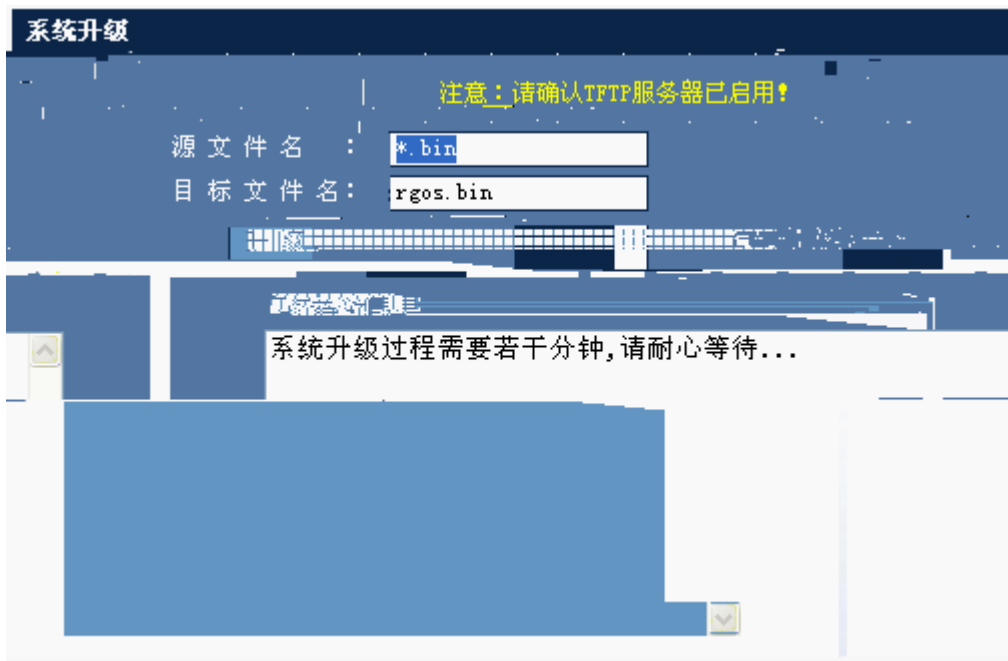 系统升级
注意:请确认TFTP服务器已启用!
源文件名 : *.bin
目标文件名: rgos.bin
系统升级过程需要若干分钟,请耐心等待...